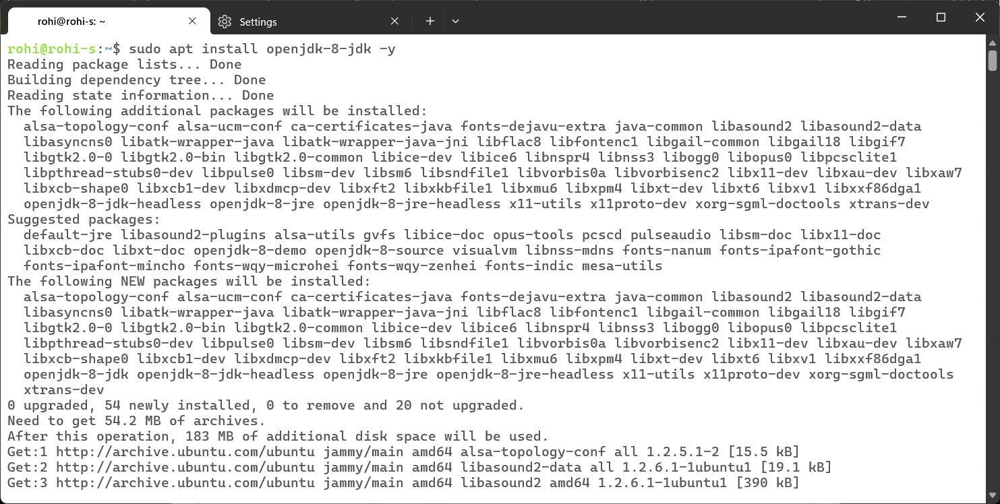 rohi@rohi-s: ~
Settings
rohi@rohi-s:~$ sudo apt install openjdk-8-jdk -y
Reading package lists... Done
Building dependency tree... Done
Reading state information... Done
The following additional packages will be installed:
  alsa-topology-conf alsa-ucm-conf ca-certificates-java fonts-dejavu-extra java-common libasound2 libasound2-data
  libasyncns0 libatk-wrapper-java libatk-wrapper-java-jni libflac8 libfontenc1 libgail-common libgail18 libgif7
  libgtk2.0-0 libgtk2.0-bin libgtk2.0-common libice-dev libice6 libnspr4 libnss3 libogg0 libopus0 libpcsclite1
  libpthread-stubs0-dev libpulse0 libsm-dev libsm6 libsndfile1 libvorbis0a libvorbisenc2 libx11-dev libxau-dev libxaw7
  libxcb-shape0 libxcb1-dev libxdmcp-dev libxft2 libxkbfile1 libxmu6 libxpm4 libxt-dev libxt6 libxv1 libxxf86dga1
  openjdk-8-jdk-headless openjdk-8-jre openjdk-8-jre-headless x11-utils x11proto-dev xorg-sgml-doctools xtrans-dev
Suggested packages:
  default-jre libasound2-plugins alsa-utils gvfs libice-doc opus-tools pcscd pulseaudio libsm-doc libx11-doc
  libxcb-doc libxt-doc openjdk-8-demo openjdk-8-source visualvm libnss-mdns fonts-nanum fonts-ipafont-gothic
  fonts-ipafont-mincho fonts-wqy-microhei fonts-wqy-zenhei fonts-indic mesa-utils
The following NEW packages will be installed:
  alsa-topology-conf alsa-ucm-conf ca-certificates-java fonts-dejavu-extra java-common libasound2 libasound2-data
  libasyncns0 libatk-wrapper-java libatk-wrapper-java-jni libflac8 libfontenc1 libgail-common libgail18 libgif7
  libgtk2.0-0 libgtk2.0-bin libgtk2.0-common libice-dev libice6 libnspr4 libnss3 libogg0 libopus0 libpcsclite1
  libpthread-stubs0-dev libpulse0 libsm-dev libsm6 libsndfile1 libvorbis0a libvorbisenc2 libx11-dev libxau-dev libxaw7
  libxcb-shape0 libxcb1-dev libxdmcp-dev libxft2 libxkbfile1 libxmu6 libxpm4 libxt-dev libxt6 libxv1 libxxf86dga1
  openjdk-8-jdk openjdk-8-jdk-headless openjdk-8-jre openjdk-8-jre-headless x11-utils x11proto-dev xorg-sgml-doctools
  xtrans-dev
0 upgraded, 54 newly installed, 0 to remove and 20 not upgraded.
Need to get 54.2 MB of archives.
After this operation, 183 MB of additional disk space will be used.
Get:1 http://archive.ubuntu.com/ubuntu jammy/main amd64 alsa-topology-conf all 1.2.5.1-2 [15.5 kB]
Get:2 http://archive.ubuntu.com/ubuntu jammy/main amd64 libasound2-data all 1.2.6.1-1ubuntu1 [19.1 kB]
Get:3 http://archive.ubuntu.com/ubuntu jammy/main amd64 libasound2 amd64 1.2.6.1-1ubuntu1 [390 kB]